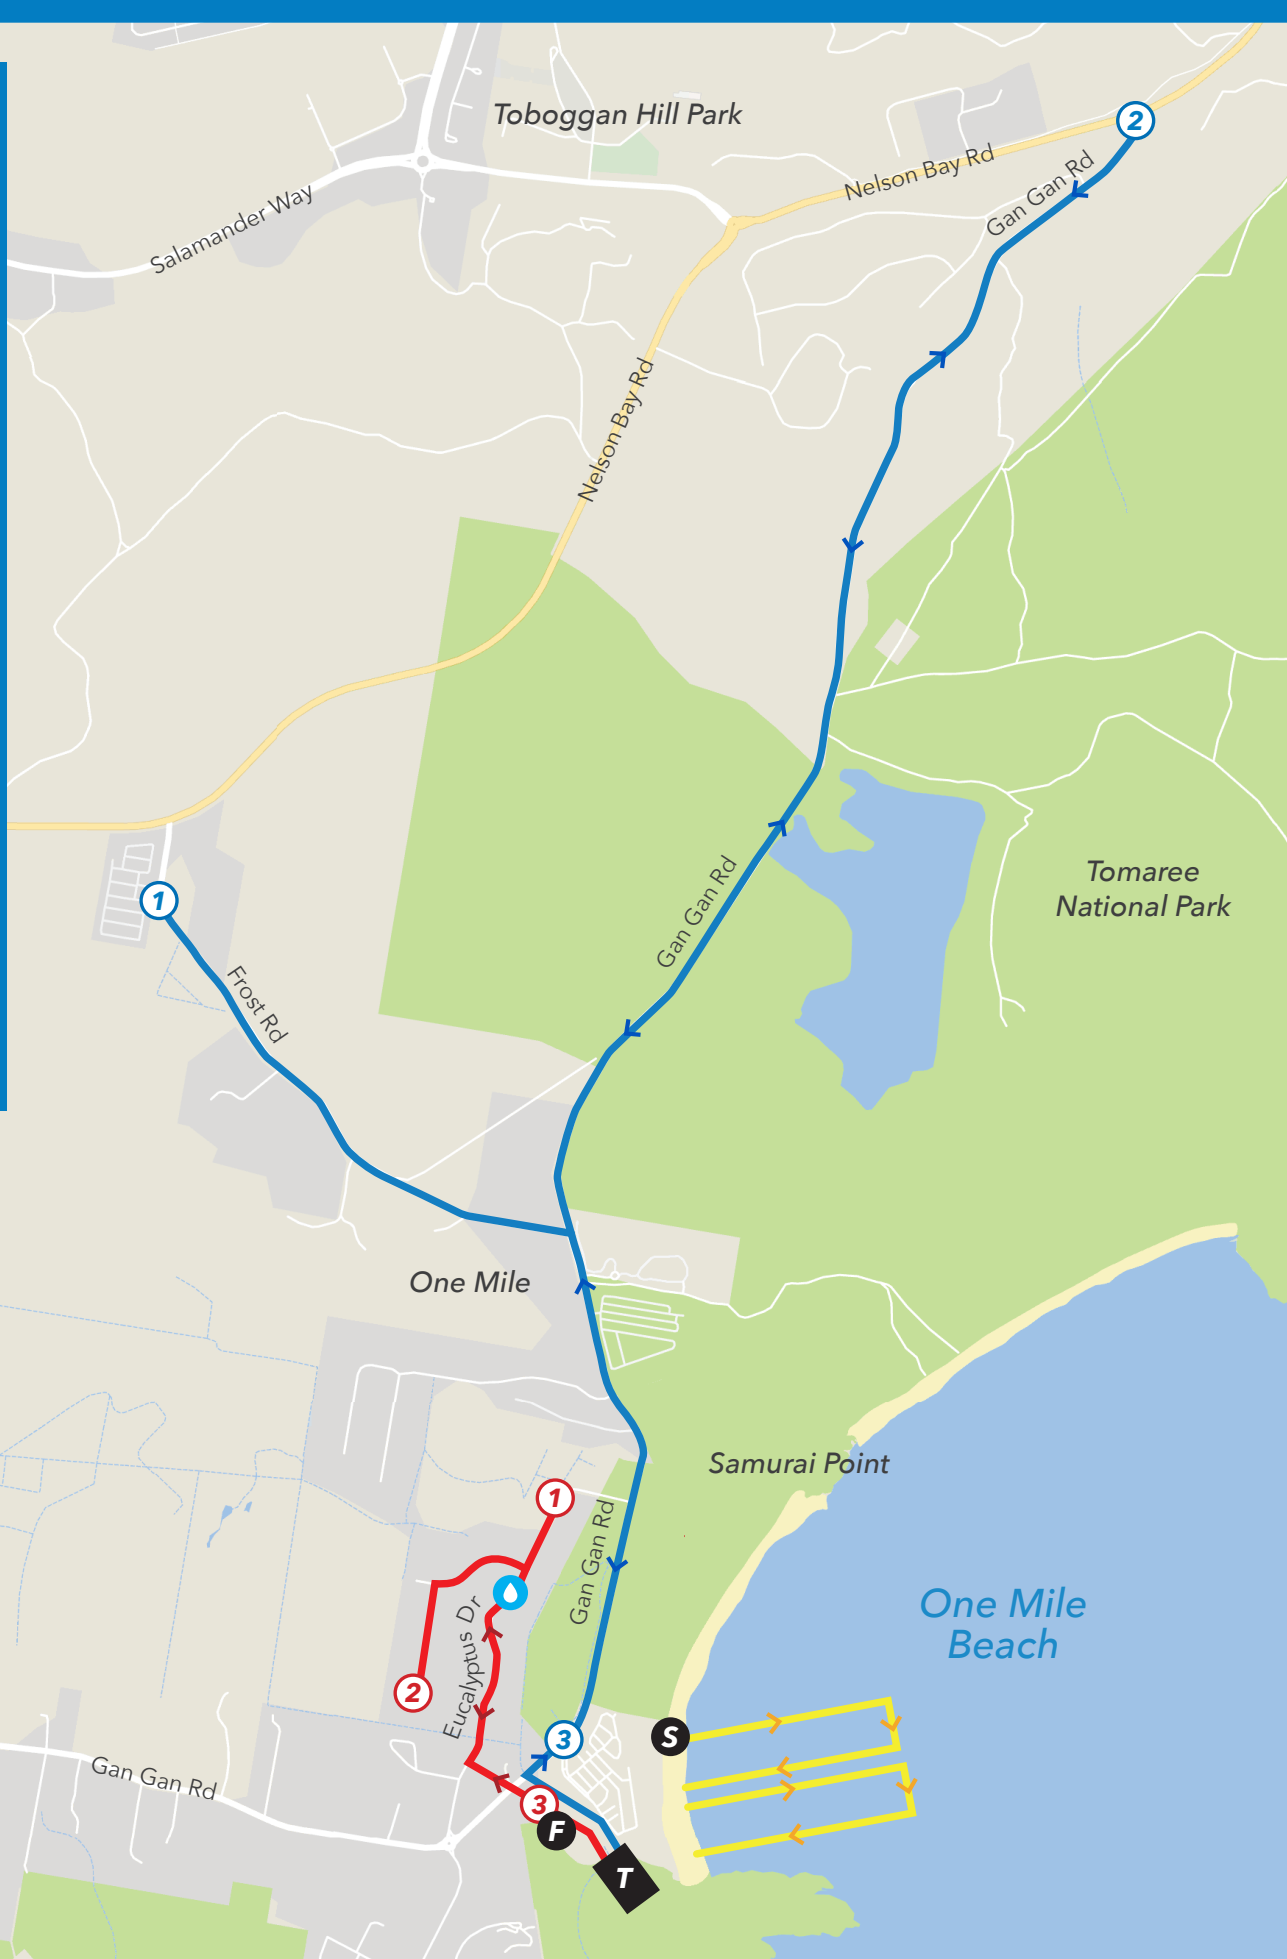 Toboggan Hill Park
2
Nelson Bay Rd
Gan Gan Rd
Salamander Way
Nelson Bay Rd
Tomaree
National Park
Gan Gan Rd
1
Frost Rd
One Mile
Samurai Point
1
Gan Gan Rd
One Mile
Beach
Eucalyptus Dr
2
3
S
Gan Gan Rd
3
F
T